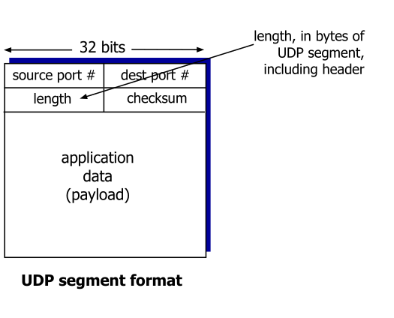 32 bits
length, in bytes of
UDP segment,
including header
source port #
dest port #
length
checksum
application
data
(payload)
UDP segment format